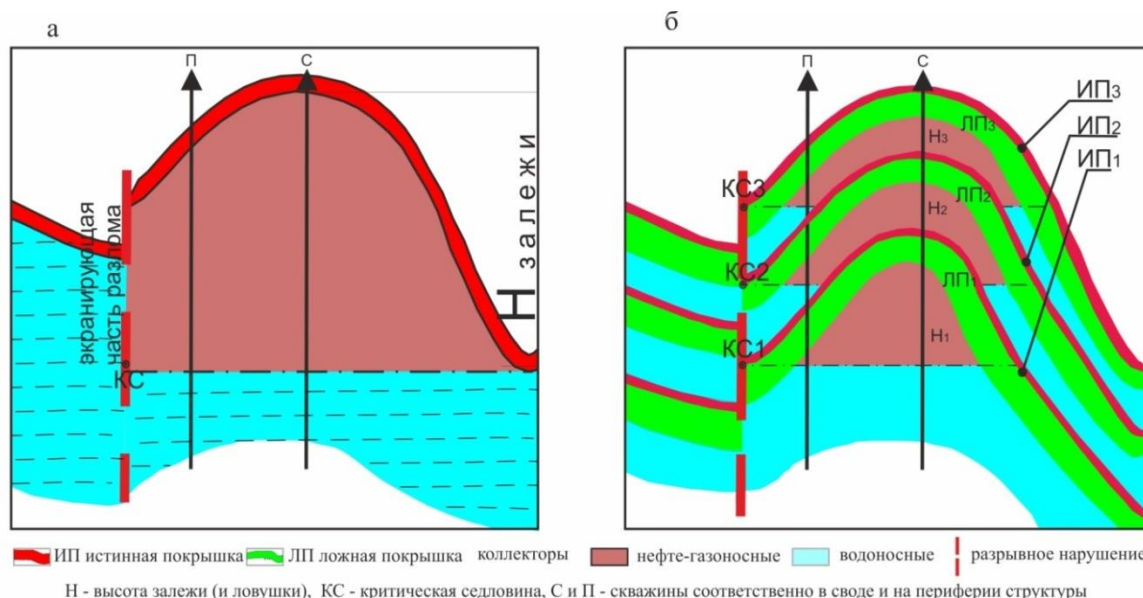 а
П
С
экранирующая
часть разлома
КС
Н залежи
б
П
С
ИП3
ИП2
ИП1
КС3
КС2
КС1
Н3
ЛП3
Н2
ЛП2
ЛП1
Н1
ИП истинная покрышка ЛП ложная покрышка коллекторы нефте-газоносные водоносные разрывное нарушение
Н - высота залежи (и ловушки), КС - критическая седловина, С и П - скважины соответственно в своде и на периферии структуры